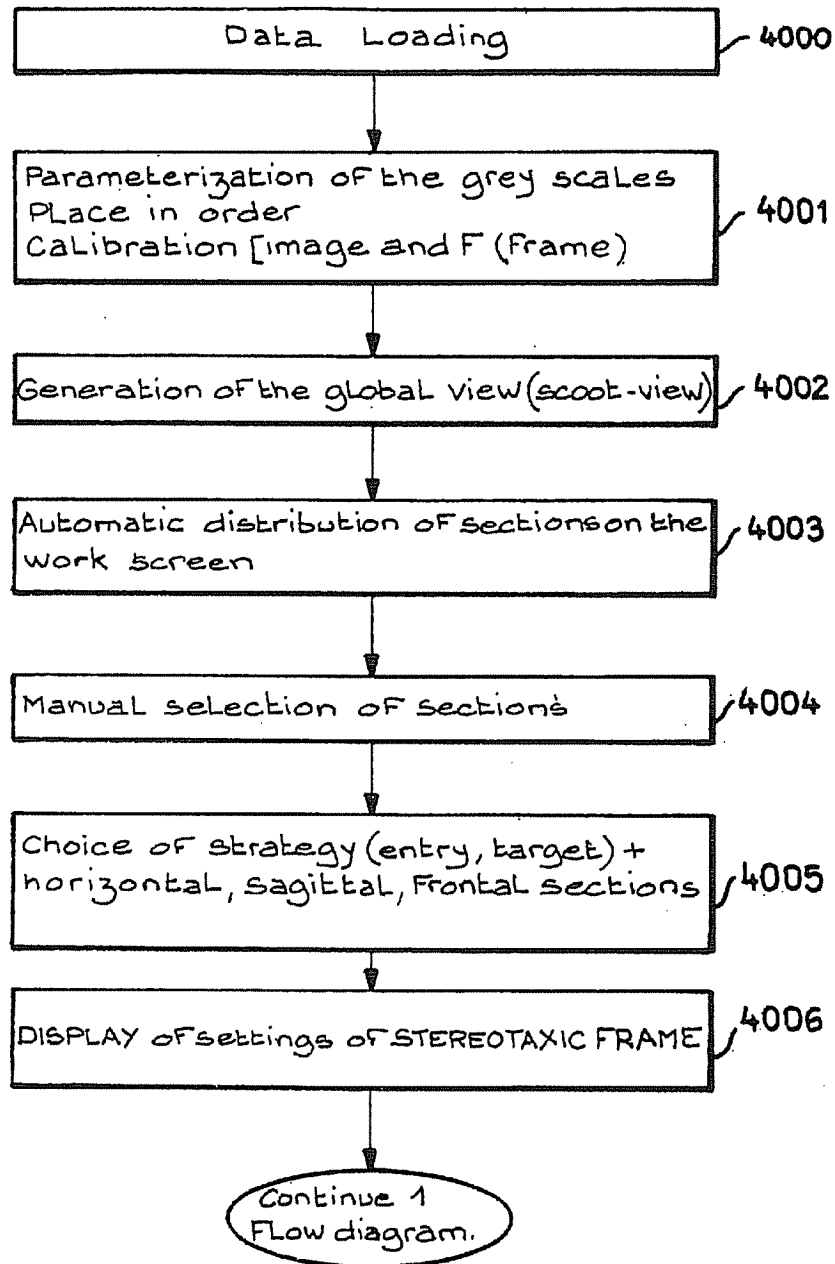 Data Loading
4000
Parameterization of the grey scales
Place in order
Calibration [image and F (frame)
4001
Generation of the global view (scoot-view)
4002
Automatic distribution of sections on the
work screen
4003
Manual selection of sections
4004
Choice of strategy (entry, target) +
horizontal, sagittal, frontal sections
4005
DISPLAY of settings of STEREOTAXIC FRAME
4006
Continue 1
Flow diagram.